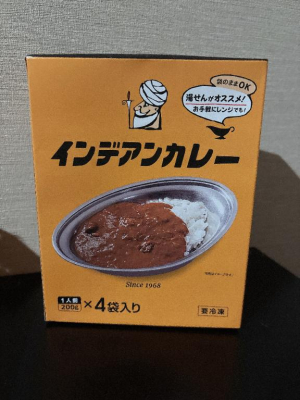 袋のままOK
湯せんがオススメ!
お手軽にレンジでも!
インデアンカレー
Since 1968
1人前
200g
×4袋入り
要冷凍